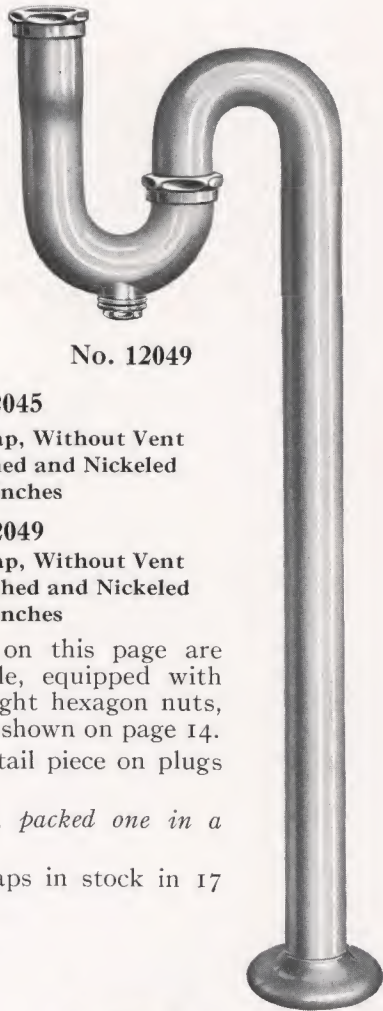 No. 12049
2045
ap, Without Vent
hed and Nickeled
nches
2049
ap, Without Vent
hed and Nickeled
nches
on this page are
le, equipped with
ght hexagon nuts,
shown on page 14.
tail piece on plugs
packed one in a
aps in stock in 17